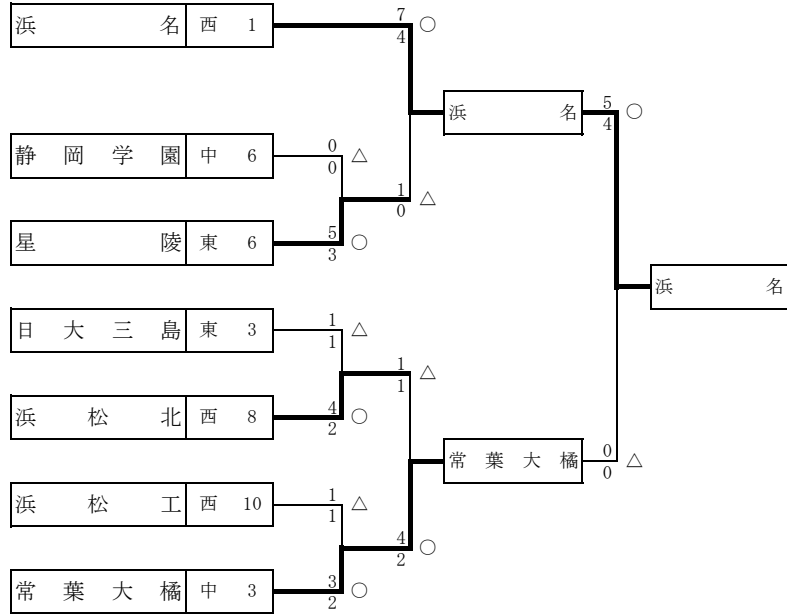 浜名 西 1
7
4 ○
浜名
5
4 ○
静岡学園 中 6
0
0 △
1
0 △
星陵 東 6
5
3 ○
浜名
日大三島 東 3
1
1 △
1
1 △
浜松北 西 8
4
2 ○
常葉大橘
0
0 △
浜松工 西 10
1
1 △
4
2 ○
常葉大橘 中 3
3
2 ○